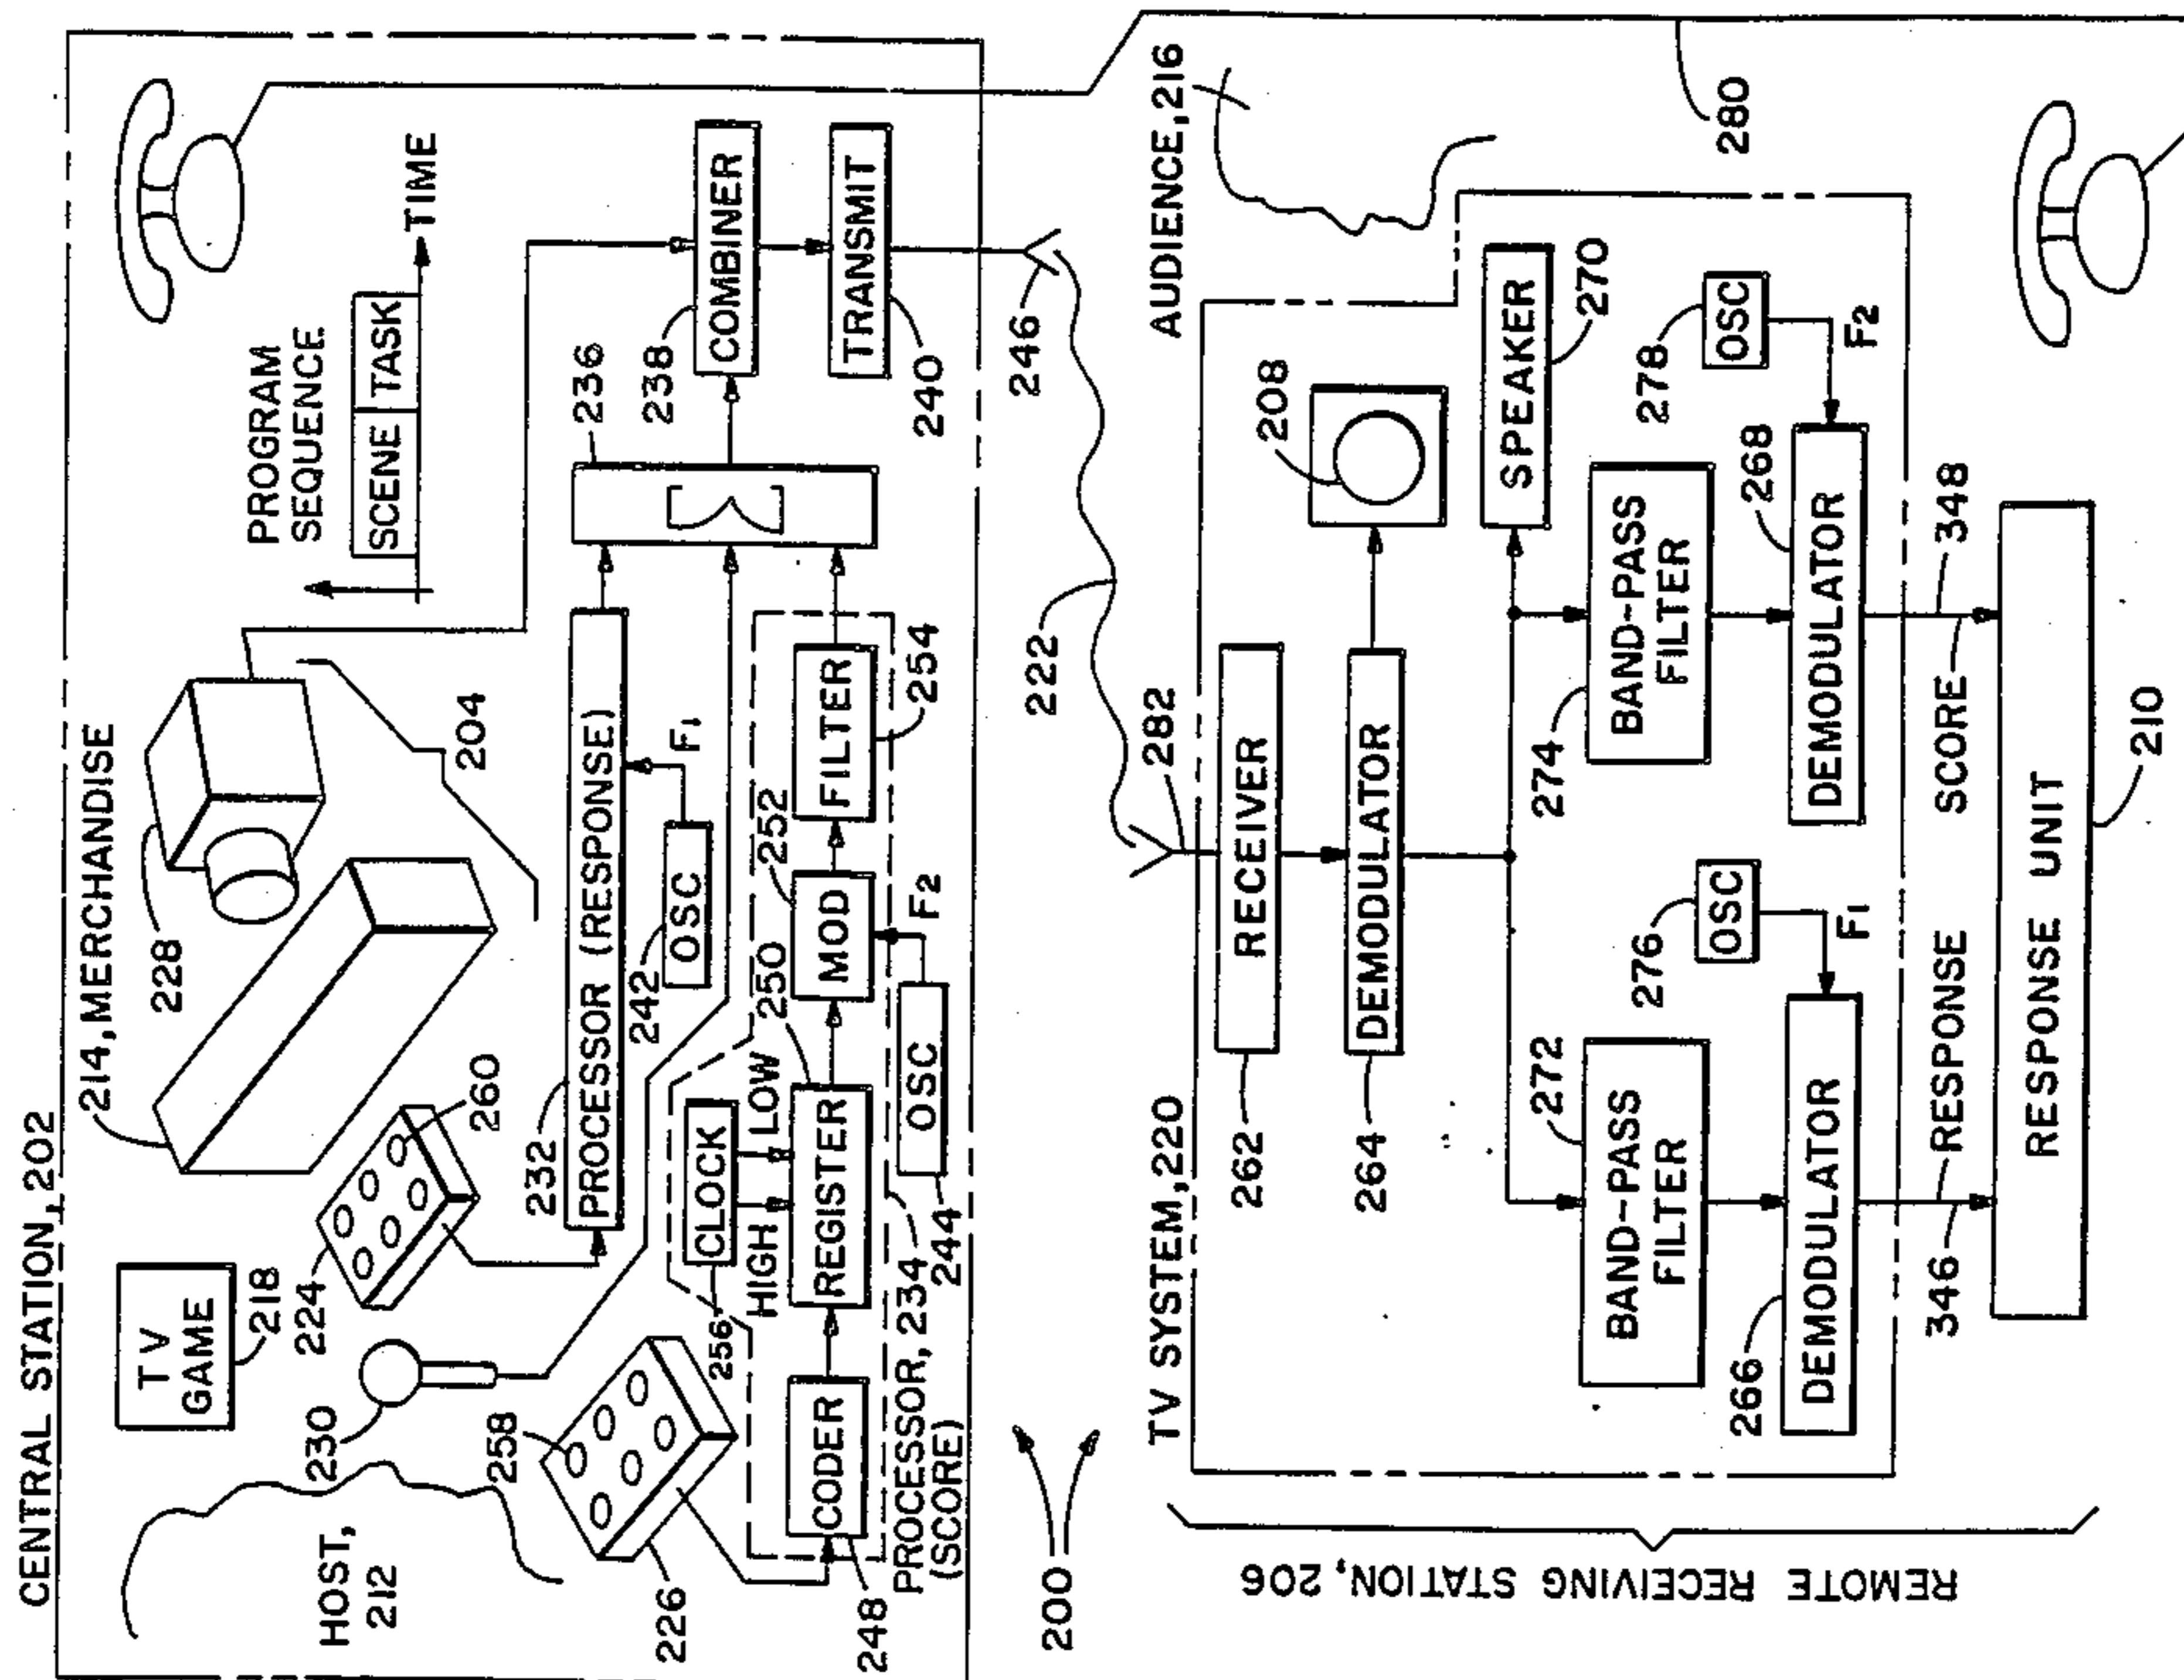 CENTRAL STATION, 202
HOST,
212
TV
GAME
218
230
224
260
214, MERCHANDISE
228
204
PROGRAM
SEQUENCE
SCENE
TASK
TIME
226
258
232
PROCESSOR (RESPONSE)
242
OSC
F1
236
238
COMBINER
TRANSMIT
240
246
256
CLOCK
HIGH
LOW
248
CODER
REGISTER
250
MOD
252
FILTER
254
PROCESSOR, 234
(SCORE)
244
OSC
F2
200
222
282
AUDIENCE, 216
280
TV SYSTEM, 220
262
RECEIVER
264
DEMODULATOR
208
SPEAKER
270
272
BAND-PASS
FILTER
274
BAND-PASS
FILTER
276
OSC
F1
278
OSC
F2
266
DEMODULATOR
268
DEMODULATOR
346
RESPONSE
SCORE
348
RESPONSE UNIT
210
REMOTE RECEIVING STATION, 206